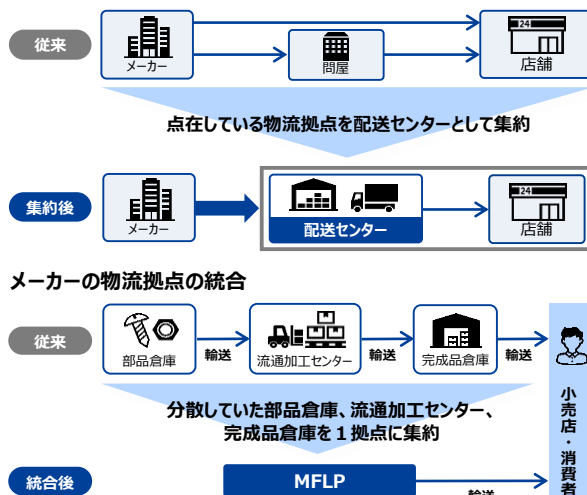 従来
メーカー
問屋
24
店舗
点在している物流拠点を配送センターとして集約
集約後
メーカー
配送センター
24
店舗
メーカーの物流拠点の統合
従来
部品倉庫
輸送
流通加工センター
輸送
完成品倉庫
輸送
小売店・消費者
分散していた部品倉庫、流通加工センター、
完成品倉庫を1拠点に集約
統合後
MFLP
輸送